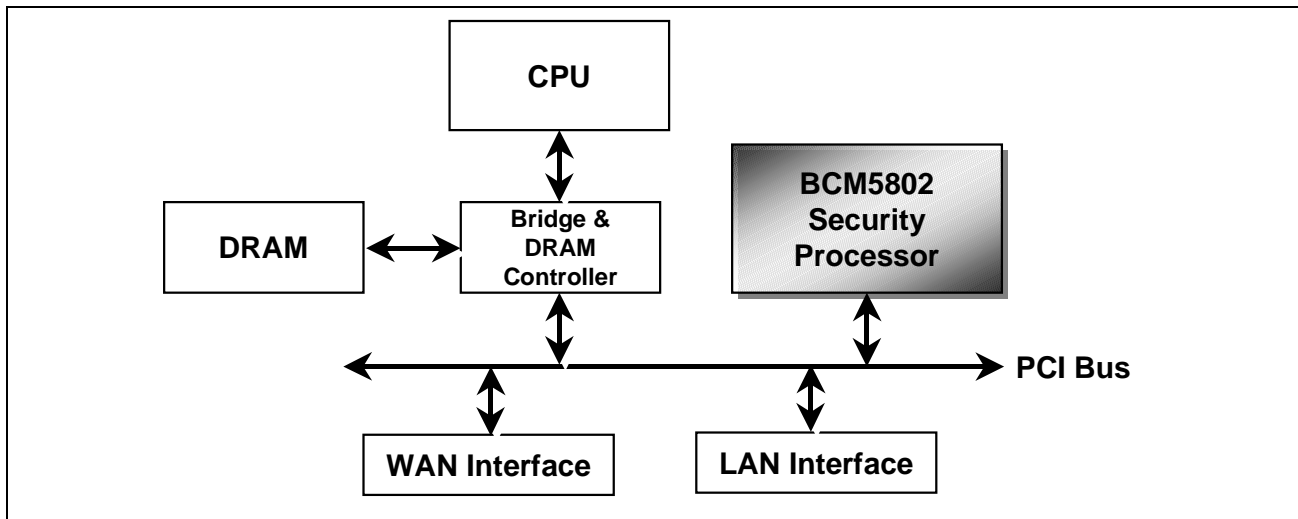 CPU
BCM5802
Security
Processor
DRAM
Bridge &
DRAM
Controller
PCI Bus
WAN Interface
LAN Interface